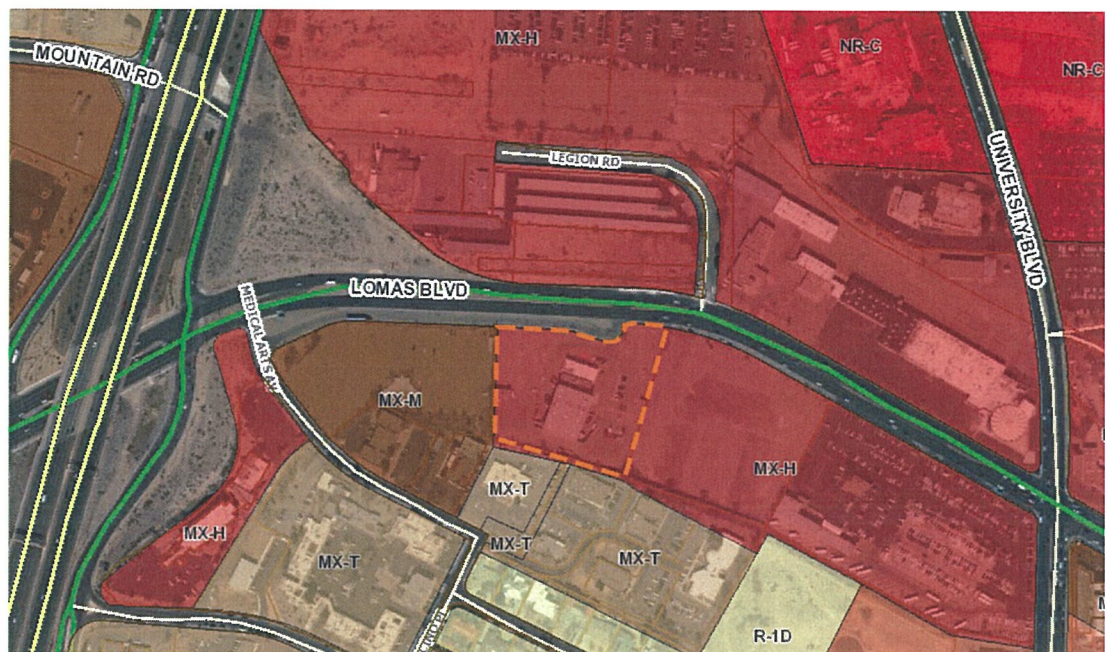 MX-H
NR-C
NR-C
MOUNTAIN RD
LEGION RD
UNIVERSITY BLVD
LOMAS BLVD
MEDICAL ARTS AV
MX-M
MX-H
MX-T
MX-H
MX-T
MX-T
MX-T
R-1D